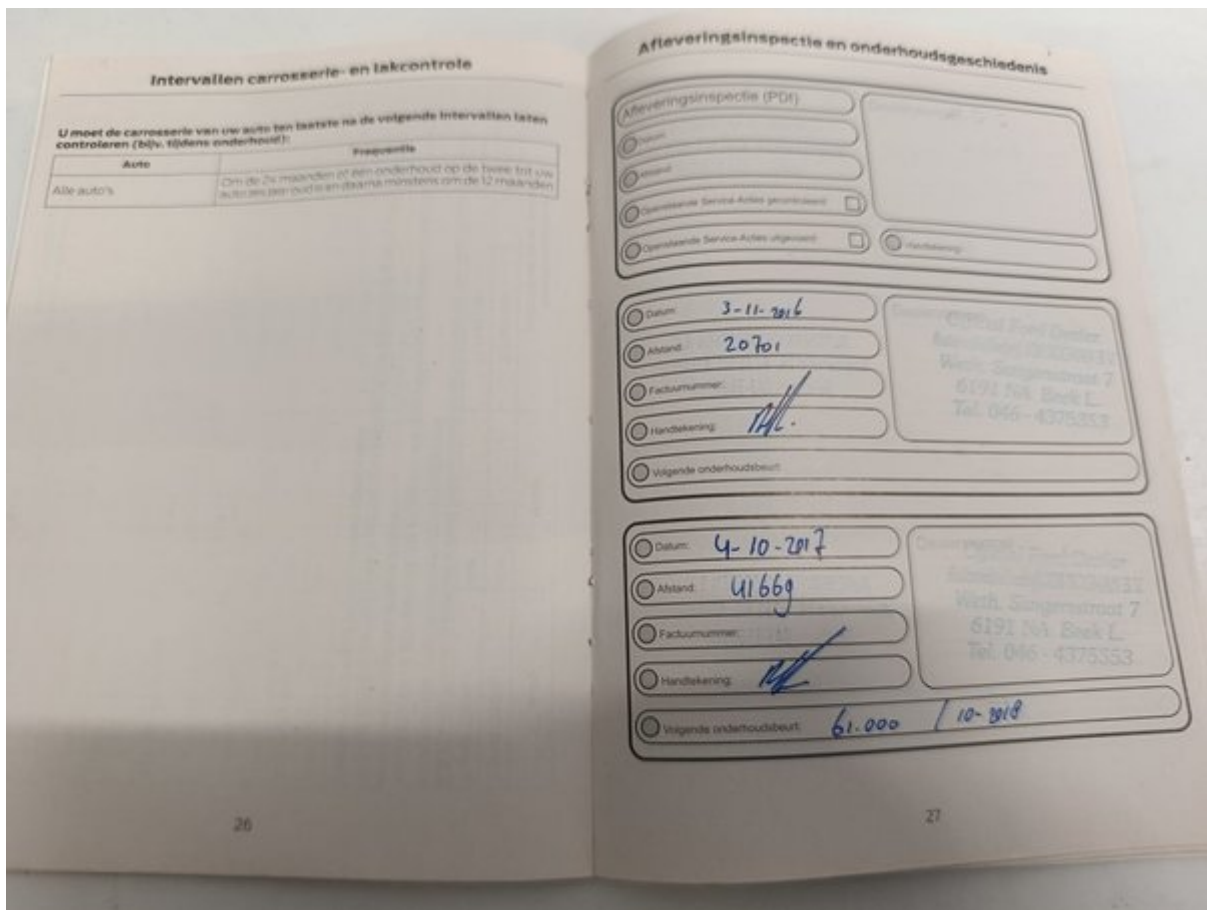 Intervallen carrosserie- en lakcontrole
U moet de carrosserie van uw auto ten laatste na de volgende intervallen laten
controleren (bijv. tijdens onderhoud):
Auto Frequentie
Alle auto's
Om de 24 maanden of één onderhoud op de twee tot uw
auto zes jaar oud is en daarna minstens om de 12 maanden
26
Afleveringsinspectie en onderhoudsgeschiedenis
Afleveringsinspectie (PDI)
Datum:
Afstand:
Openstaande Service-Acties gecontroleerd:
Openstaande Service-Acties uitgevoerd:
Handtekening:
Datum: 3-11-2016
Afstand: 20701
Factuurnummer:
Handtekening:
Volgende onderhoudsbeurt:
Official Ford Dealer
Weth. Sangersstraat 7
6191 NA Beek L.
Tel. 046 - 4375353
Datum: 4-10-2017
Afstand: 41669
Factuurnummer:
Handtekening:
Volgende onderhoudsbeurt: 61.000 / 10-2018
Ford Dealer
Weth. Sangersstraat 7
6191 NA Beek L.
Tel. 046 - 4375353
27